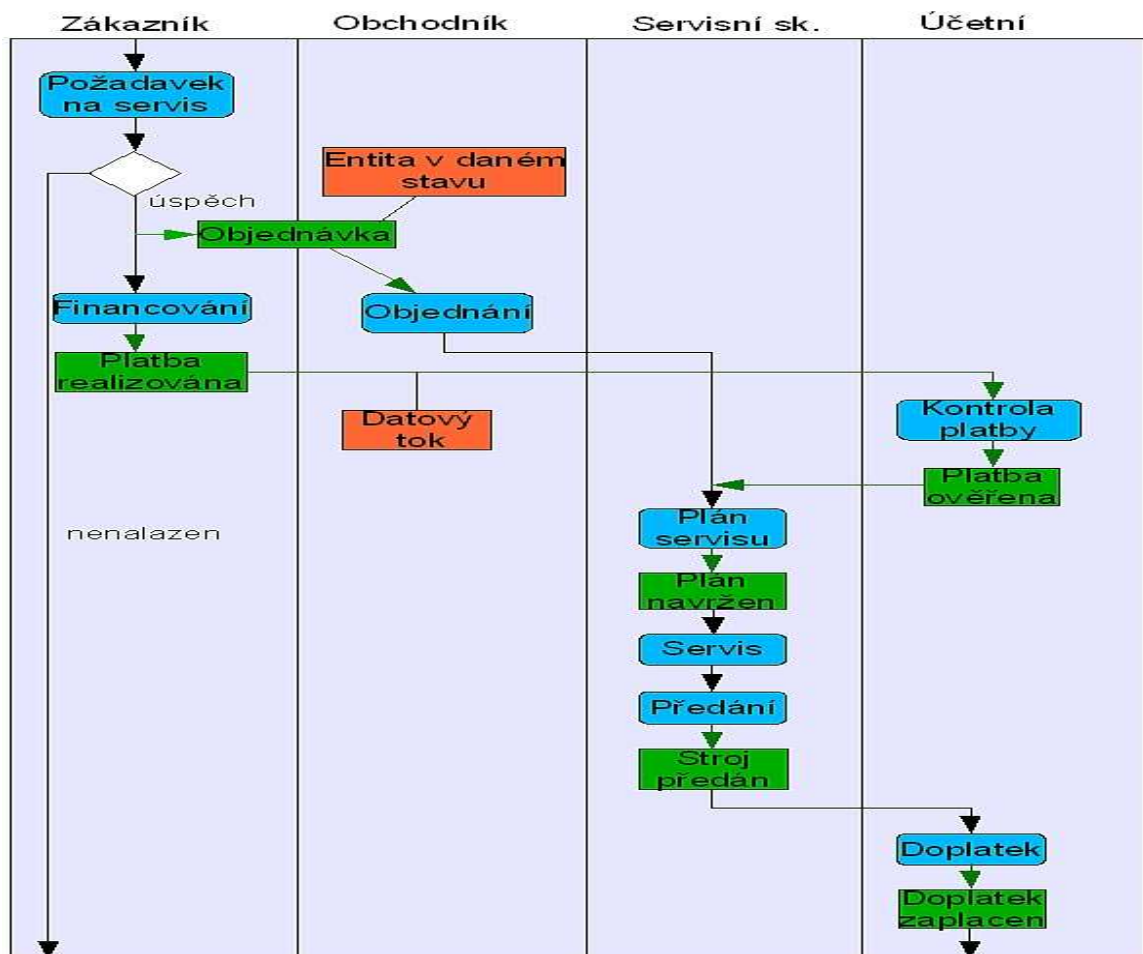 Zákazník
Obchodník
Servisní sk.
Účetní
Požadavek
na servis
Entita v daném
stavu
úspěch
Objednávka
Financování
Objednání
Platba
realizována
Datový
tok
Kontrola
platby
Platba
ověřena
nenalazen
Plán
servisu
Plán
navržen
Servis
Předání
Stroj
předán
Doplatek
Doplatek
zaplacen